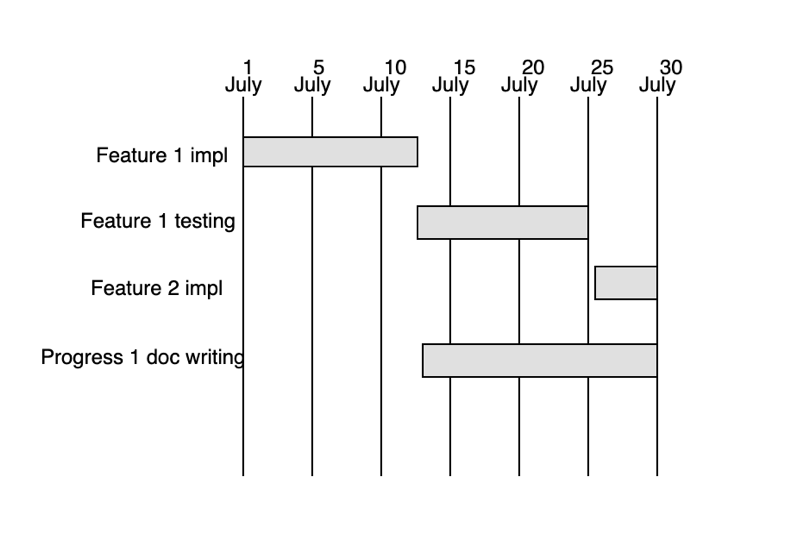 1 5 10 15 20 25 30
July July July July July July July
Feature 1 impl
Feature 1 testing
Feature 2 impl
Progress 1 doc writing